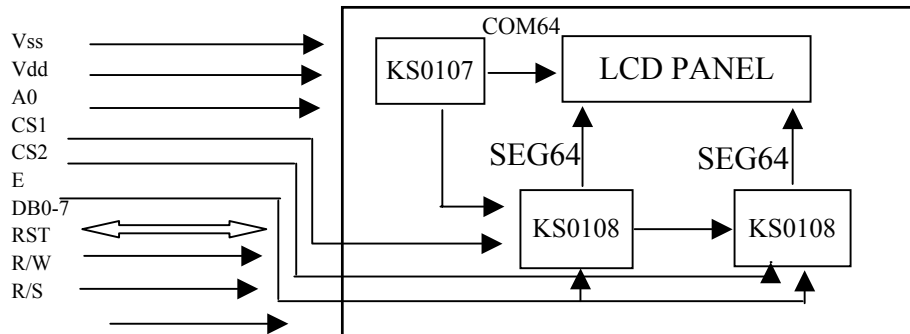 Vss
Vdd
A0
CS1
CS2
E
DB0-7
RST
R/W
R/S
COM64
KS0107
LCD PANEL
SEG64
SEG64
KS0108
KS0108